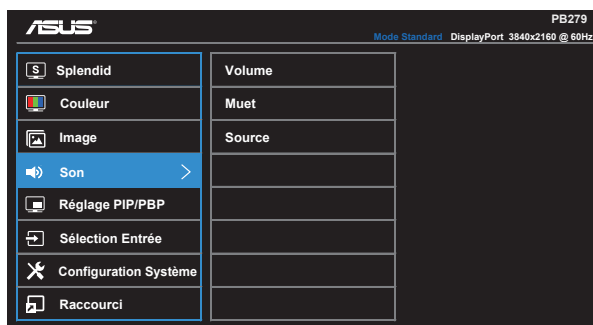 ASUS
PB279
Mode Standard DisplayPort 3840x2160 @ 60Hz
S Splendid
Couleur
Image
Son
Réglage PIP/PBP
Sélection Entrée
Configuration Système
Raccourci
Volume
Muet
Source